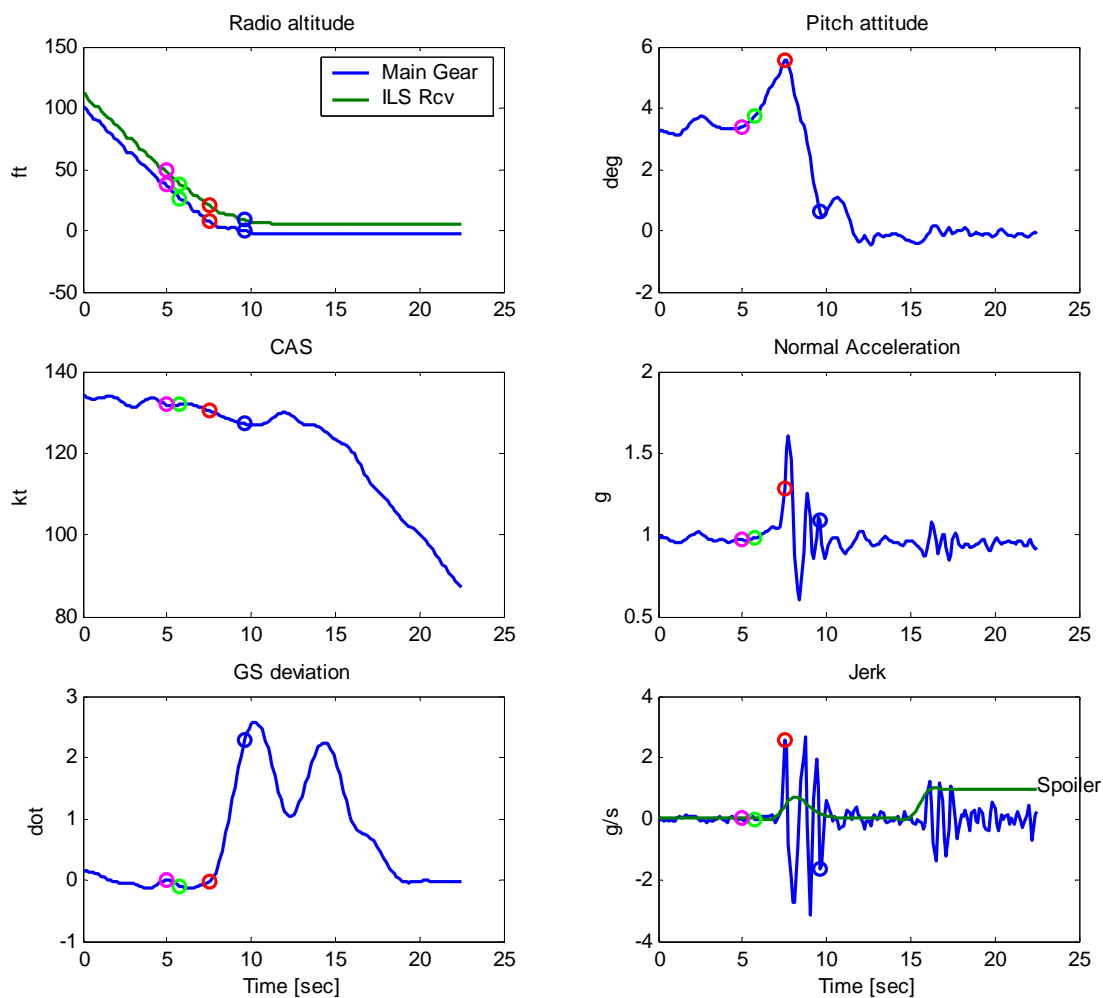 Radio altitude
150
100
50
0
-50
ft
0 5 10 15 20 25
Main Gear
ILS Rcv
Pitch attitude
6
4
2
0
-2
deg
0 5 10 15 20 25
CAS
140
120
100
80
kt
0 5 10 15 20 25
Normal Acceleration
2
1.5
1
0.5
g
0 5 10 15 20 25
GS deviation
3
2
1
0
-1
dot
0 5 10 15 20 25
Time [sec]
Jerk
4
2
0
-2
-4
g/s
Spoiler
0 5 10 15 20 25
Time [sec]